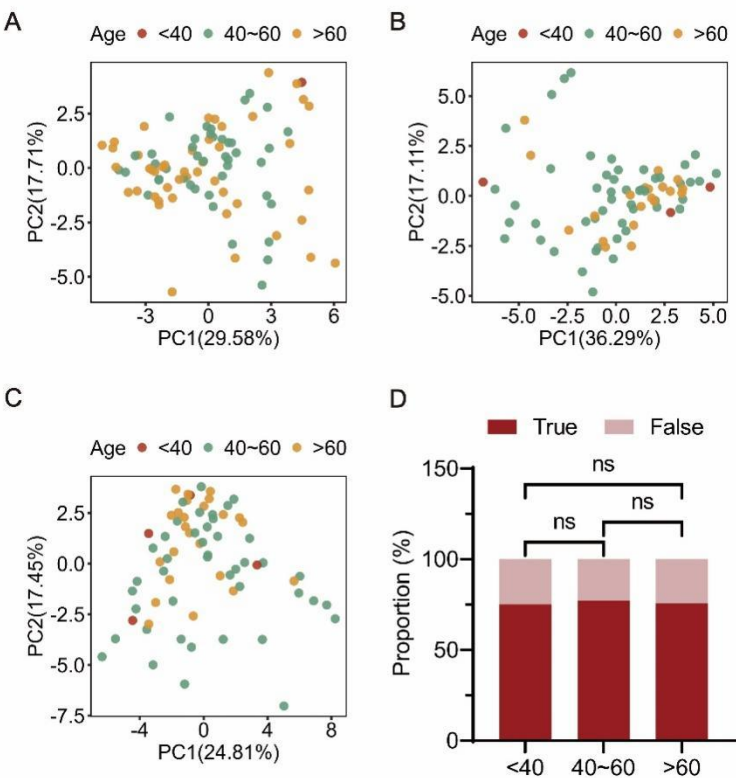 A
Age <40 40~60 >60
PC2(17.71%)
2.5
0.0
-2.5
-5.0
-3 0 3 6
PC1(29.58%)
B
Age <40 40~60 >60
PC2(17.11%)
5.0
2.5
0.0
-2.5
-5.0
-5.0 -2.5 0.0 2.5 5.0
PC1(36.29%)
C
Age <40 40~60 >60
PC2(17.45%)
2.5
0.0
-2.5
-5.0
-7.5
-4 0 4 8
PC1(24.81%)
D
True False
Proportion (%)
150
100
50
0
ns
ns
ns
<40 40~60 >60